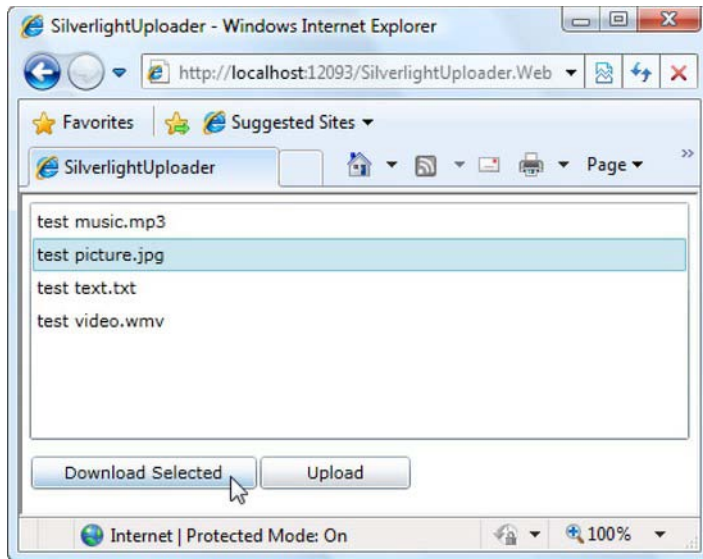 SilverlightUploader - Windows Internet Explorer
http://localhost:12093/SilverlightUploader.Web
Favorites Suggested Sites
SilverlightUploader Page
test music.mp3
test picture.jpg
test text.txt
test video.wmv
Download Selected Upload
Internet | Protected Mode: On 100%